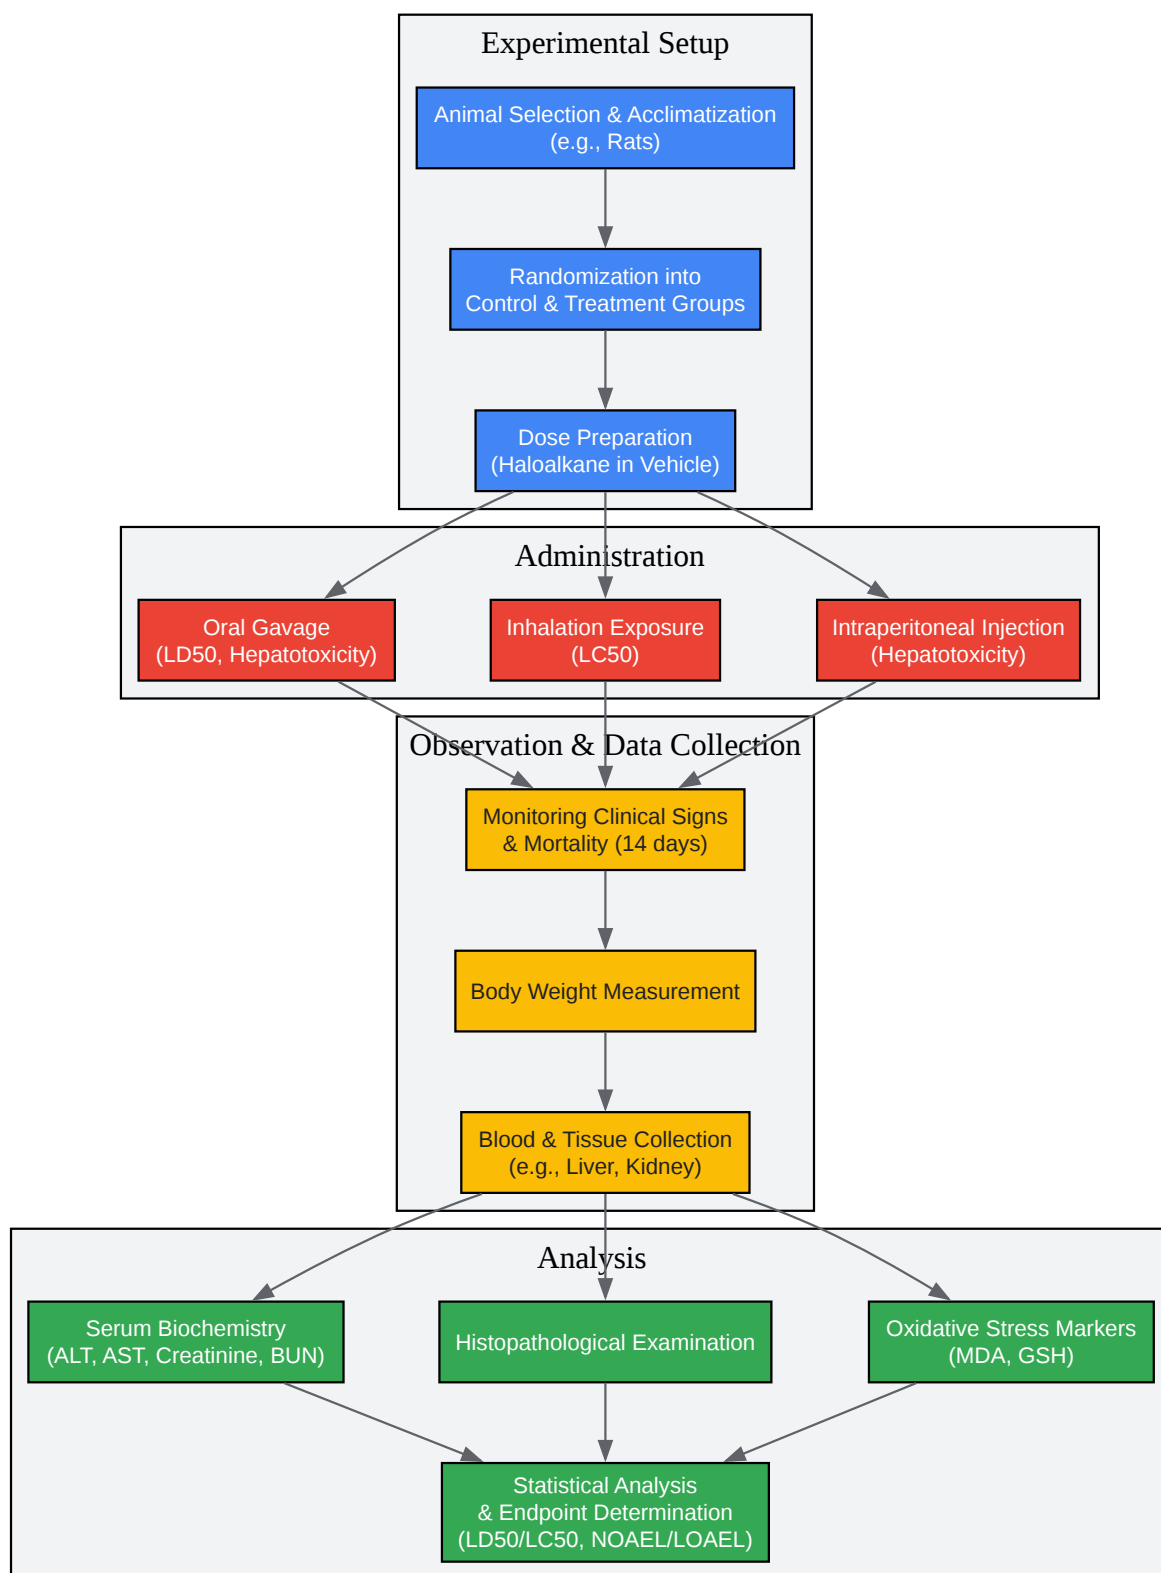 Experimental Setup
Animal Selection & Acclimatization
(e.g., Rats)
Randomization into
Control & Treatment Groups
Dose Preparation
(Haloalkane in Vehicle)
Administration
Oral Gavage
(LD50, Hepatotoxicity)
Inhalation Exposure
(LC50)
Intraperitoneal Injection
(Hepatotoxicity)
Observation & Data Collection
Monitoring Clinical Signs
& Mortality (14 days)
Body Weight Measurement
Blood & Tissue Collection
(e.g., Liver, Kidney)
Analysis
Serum Biochemistry
(ALT, AST, Creatinine, BUN)
Histopathological Examination
Oxidative Stress Markers
(MDA, GSH)
Statistical Analysis
& Endpoint Determination
(LD50/LC50, NOAEL/LOAEL)